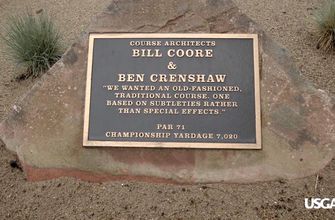 COURSE ARCHITECTS
BILL COORE
&
BEN CRENSHAW
"WE WANTED AN OLD-FASHIONED,
TRADITIONAL COURSE. ONE
BASED ON SUBTLETIES RATHER
THAN SPECIAL EFFECTS."
PAR 71
CHAMPIONSHIP YARDAGE 7,020
USGA